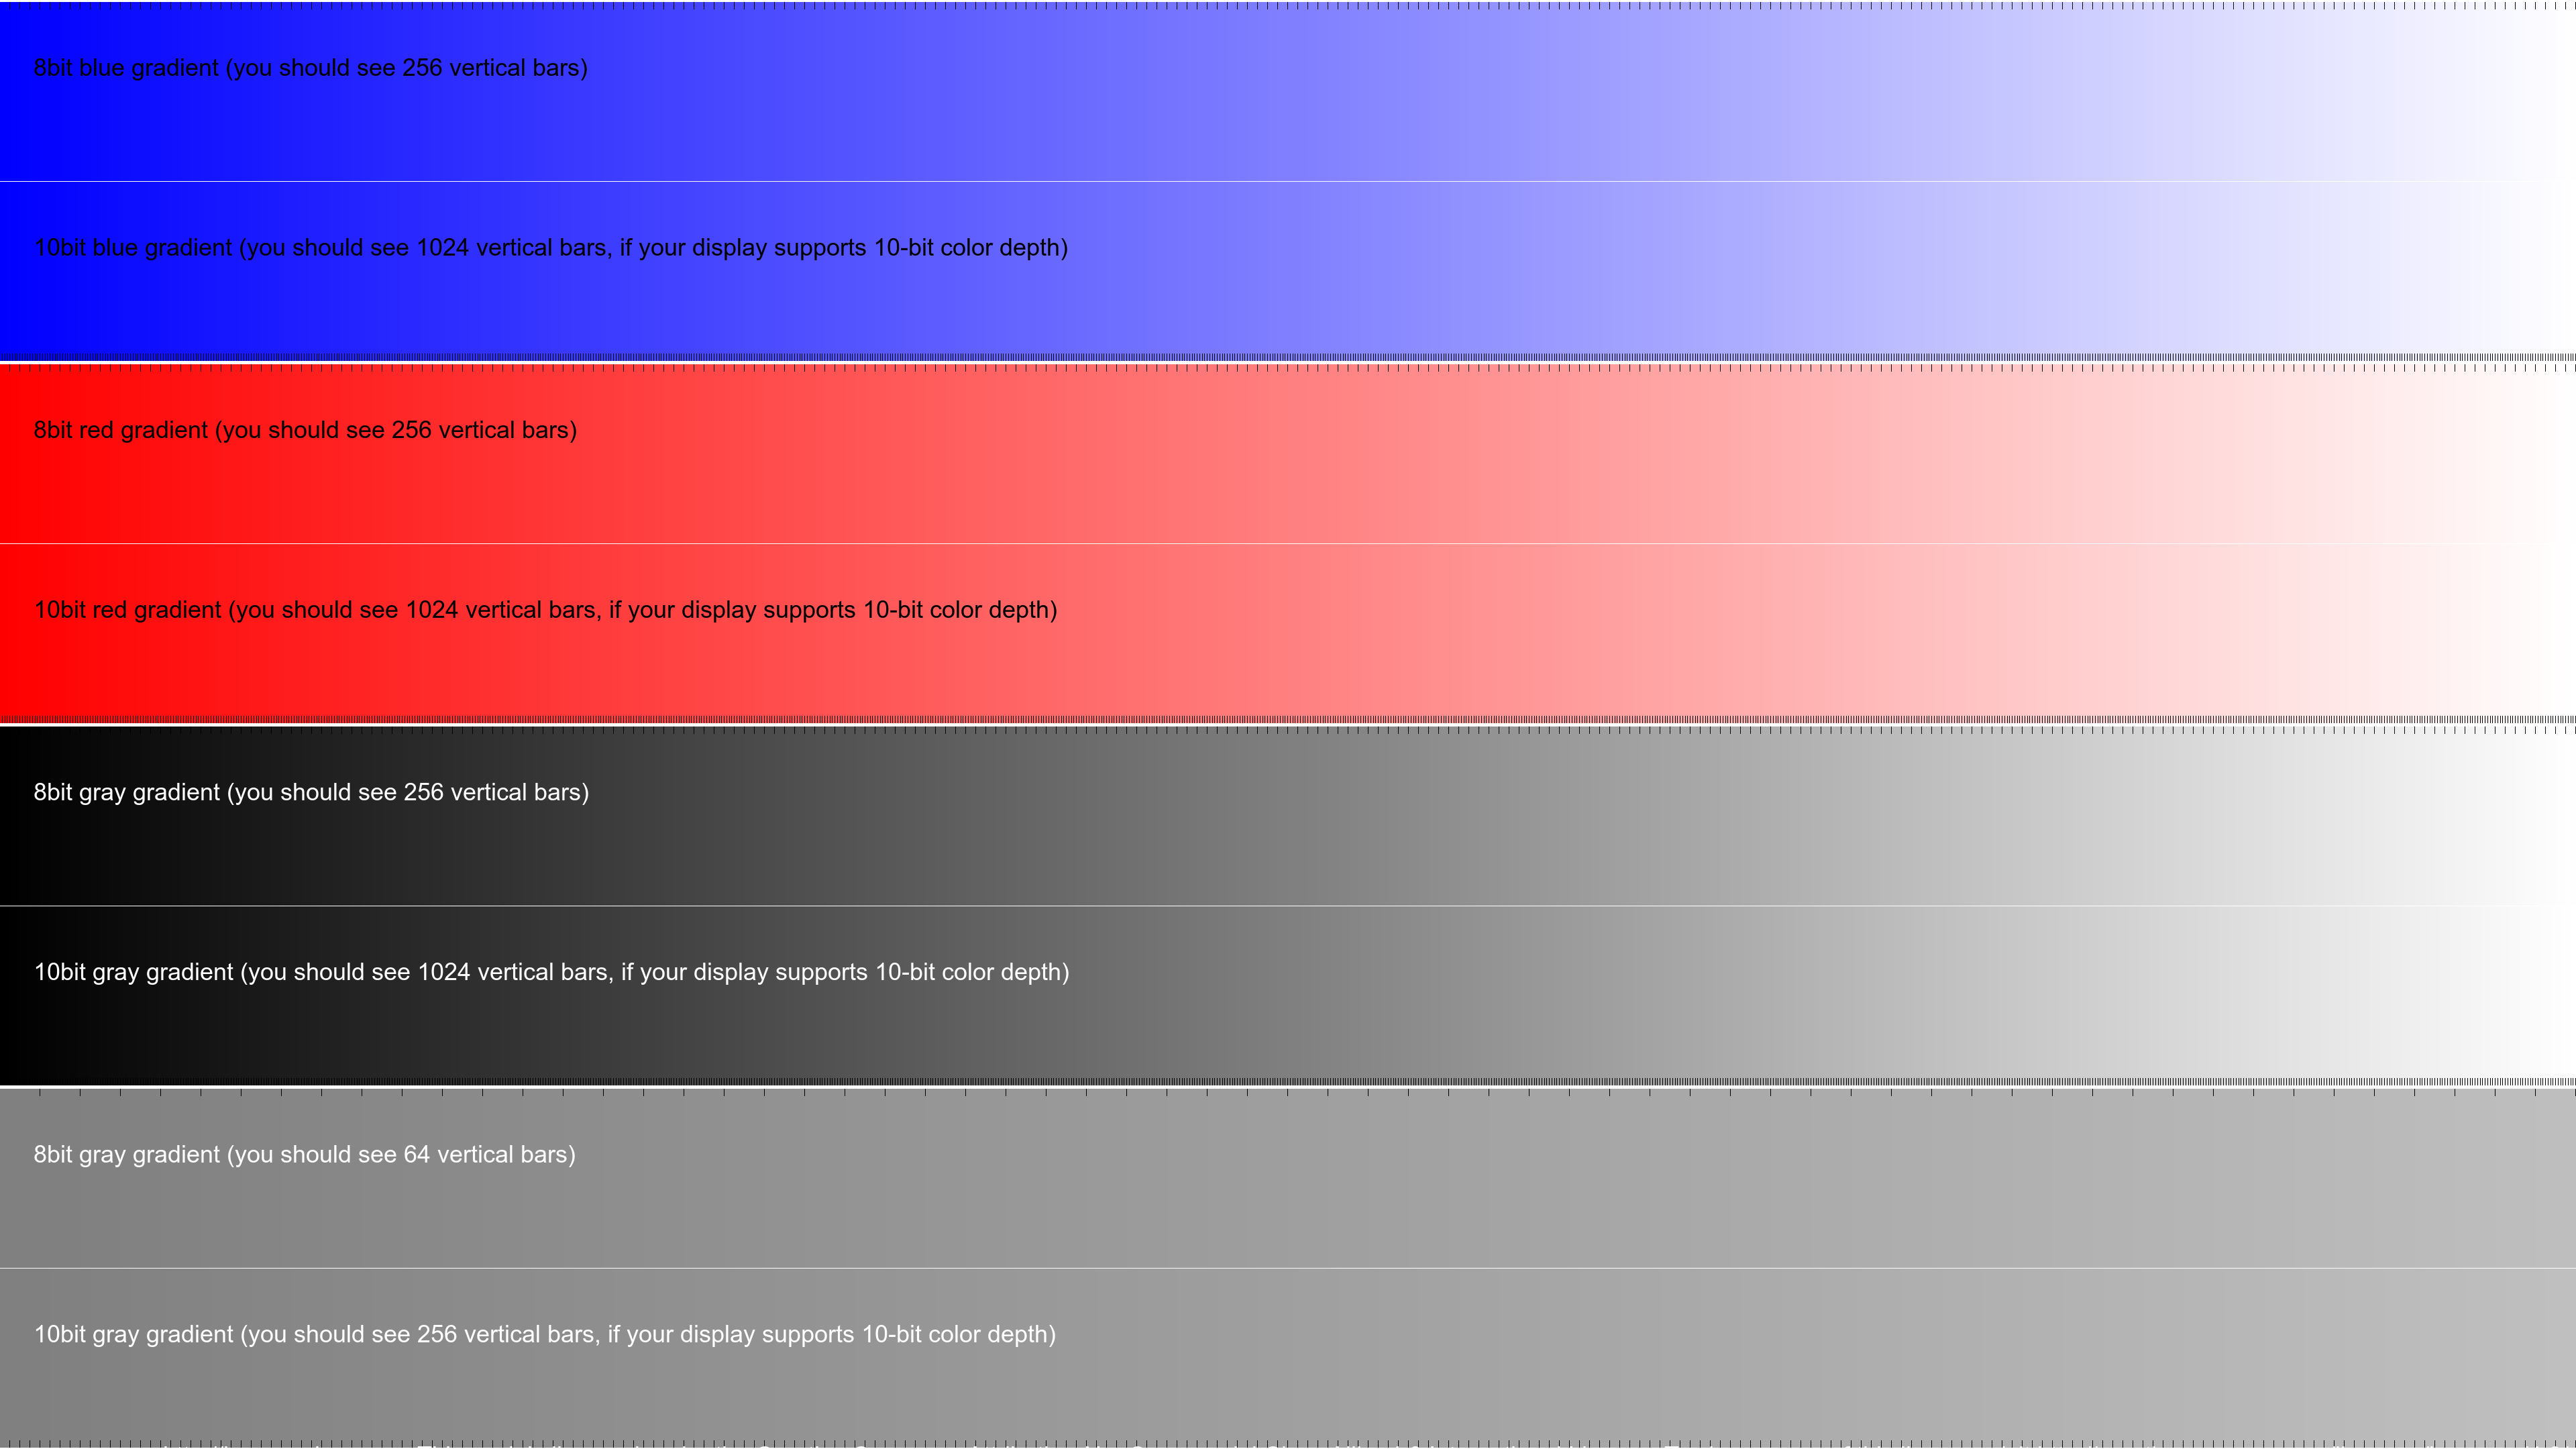 8bit blue gradient (you should see 256 vertical bars)
10bit blue gradient (you should see 1024 vertical bars, if your display supports 10-bit color depth)
8bit red gradient (you should see 256 vertical bars)
10bit red gradient (you should see 1024 vertical bars, if your display supports 10-bit color depth)
8bit gray gradient (you should see 256 vertical bars)
10bit gray gradient (you should see 1024 vertical bars, if your display supports 10-bit color depth)
8bit gray gradient (you should see 64 vertical bars)
10bit gray gradient (you should see 256 vertical bars, if your display supports 10-bit color depth)